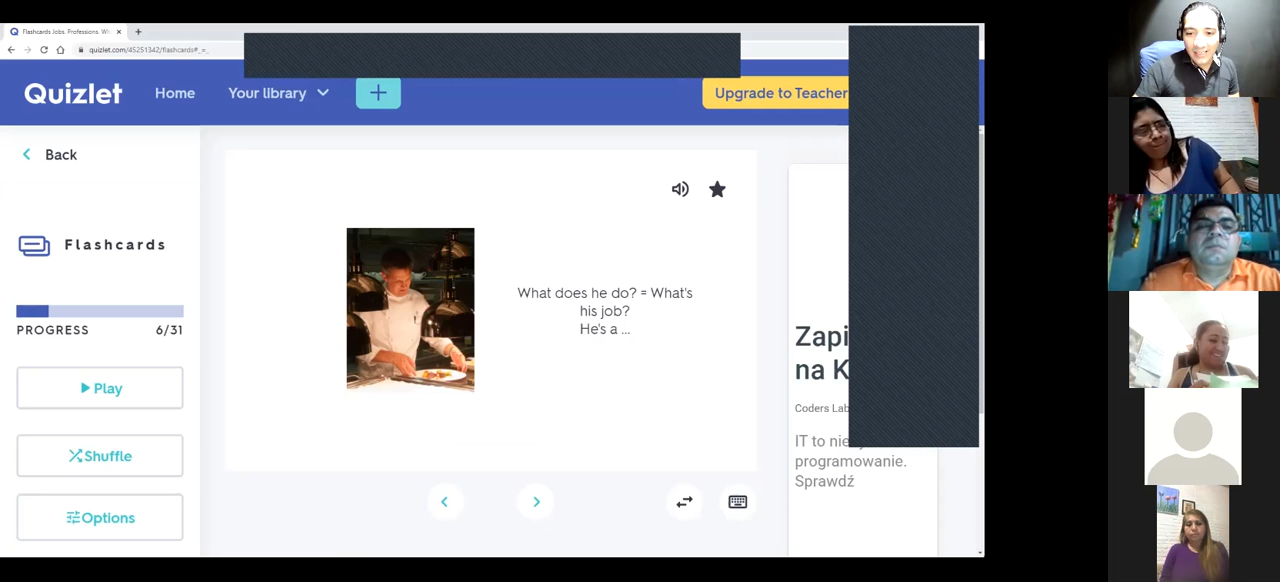 Flashcards Jobs. Professions. W
quizlet.com/45251342/flashcards#_=_
Quizlet
Home
Your library
Upgrade to Teacher
Back
Flashcards
PROGRESS 6/31
Play
Shuffle
Options
What does he do? = What's
his job?
He's a ...
Zapi
na K
Coders Lab
IT to nie
programowanie.
Sprawdź